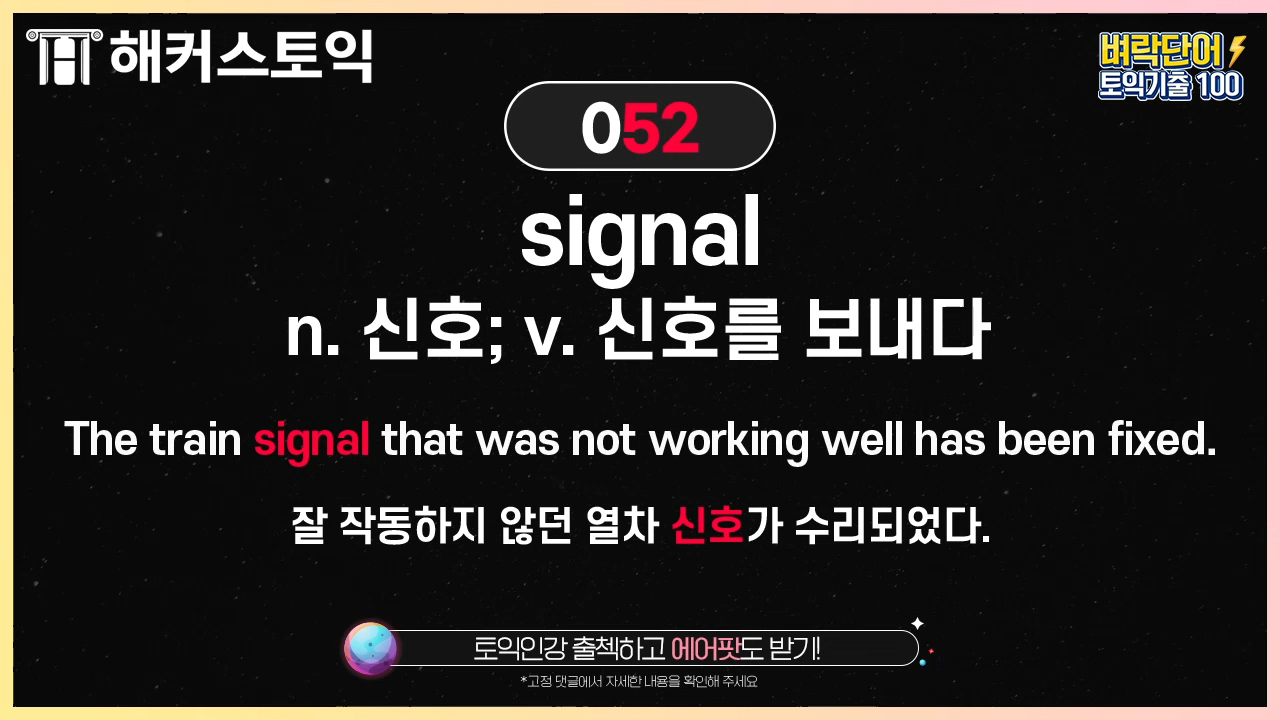 해커스토익
벼락단어
토익기출 100
052
signal
n. 신호; v. 신호를 보내다
The train signal that was not working well has been fixed.
잘 작동하지 않던 열차 신호가 수리되었다.
토익인강 출첵하고 에어팟도 받기!
*고정 댓글에서 자세한 내용을 확인해 주세요